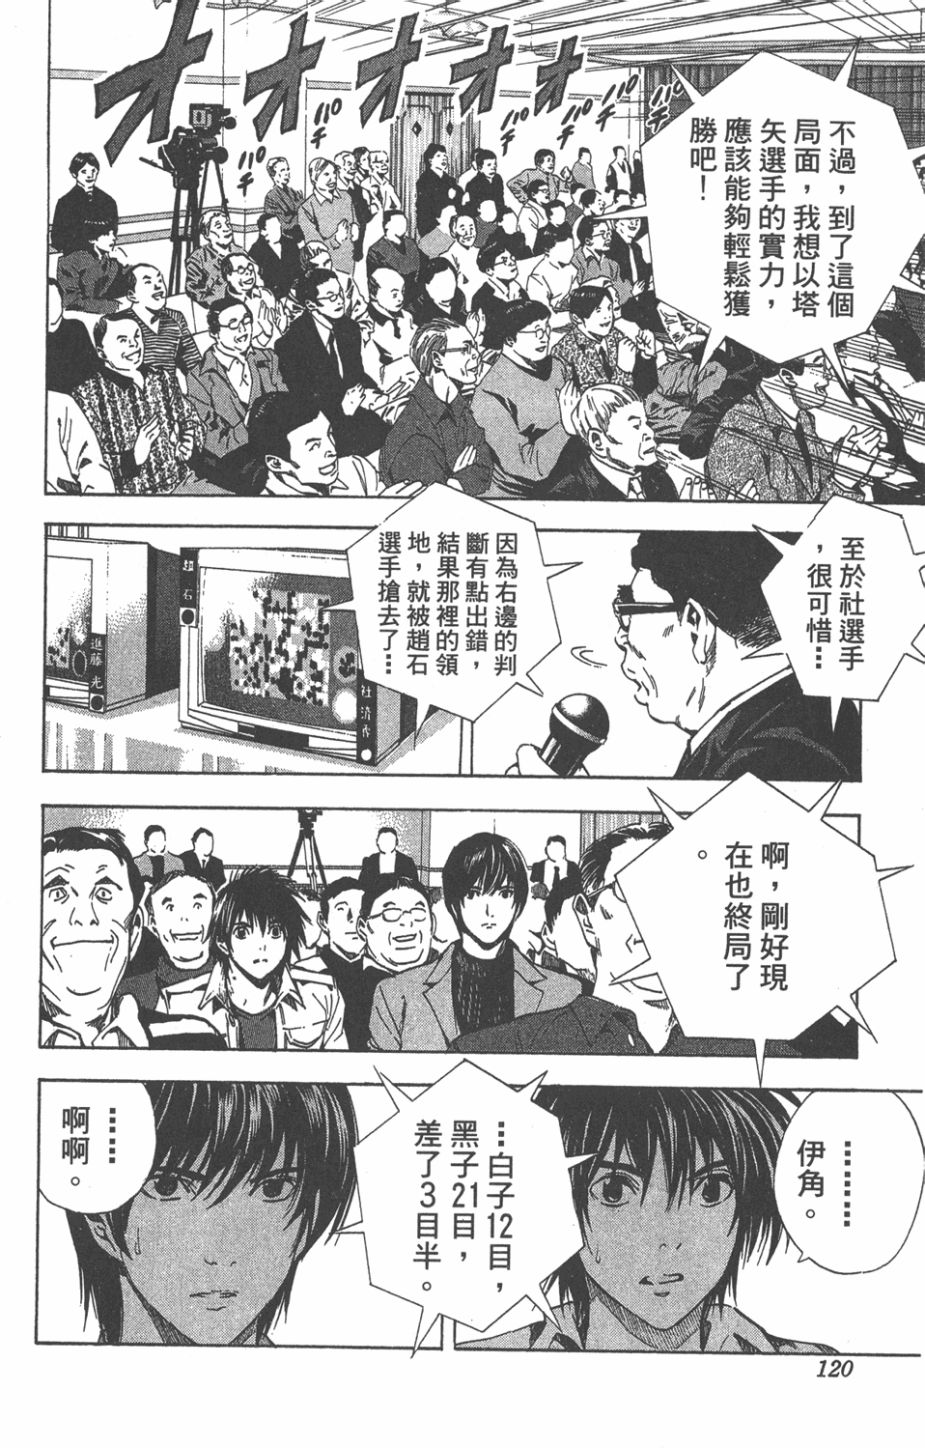 オオオオオ
パチ
パチ
パチ
パチ
パチ
不過，到了這個
局面，我想以塔
矢選手的實力，
應該能夠輕鬆獲
勝吧！
至於社選手
，很可惜⋯
因為右邊的判
斷有點出錯，
結果那裡的領
地，就被趙石
選手搶去了⋯
趙石
進藤光
社清春
啊，剛好現
在也終局了
。
⋯⋯⋯
伊角。
⋯白子12目，
黑子21目，
差了3目半。
⋯⋯
啊啊。
120